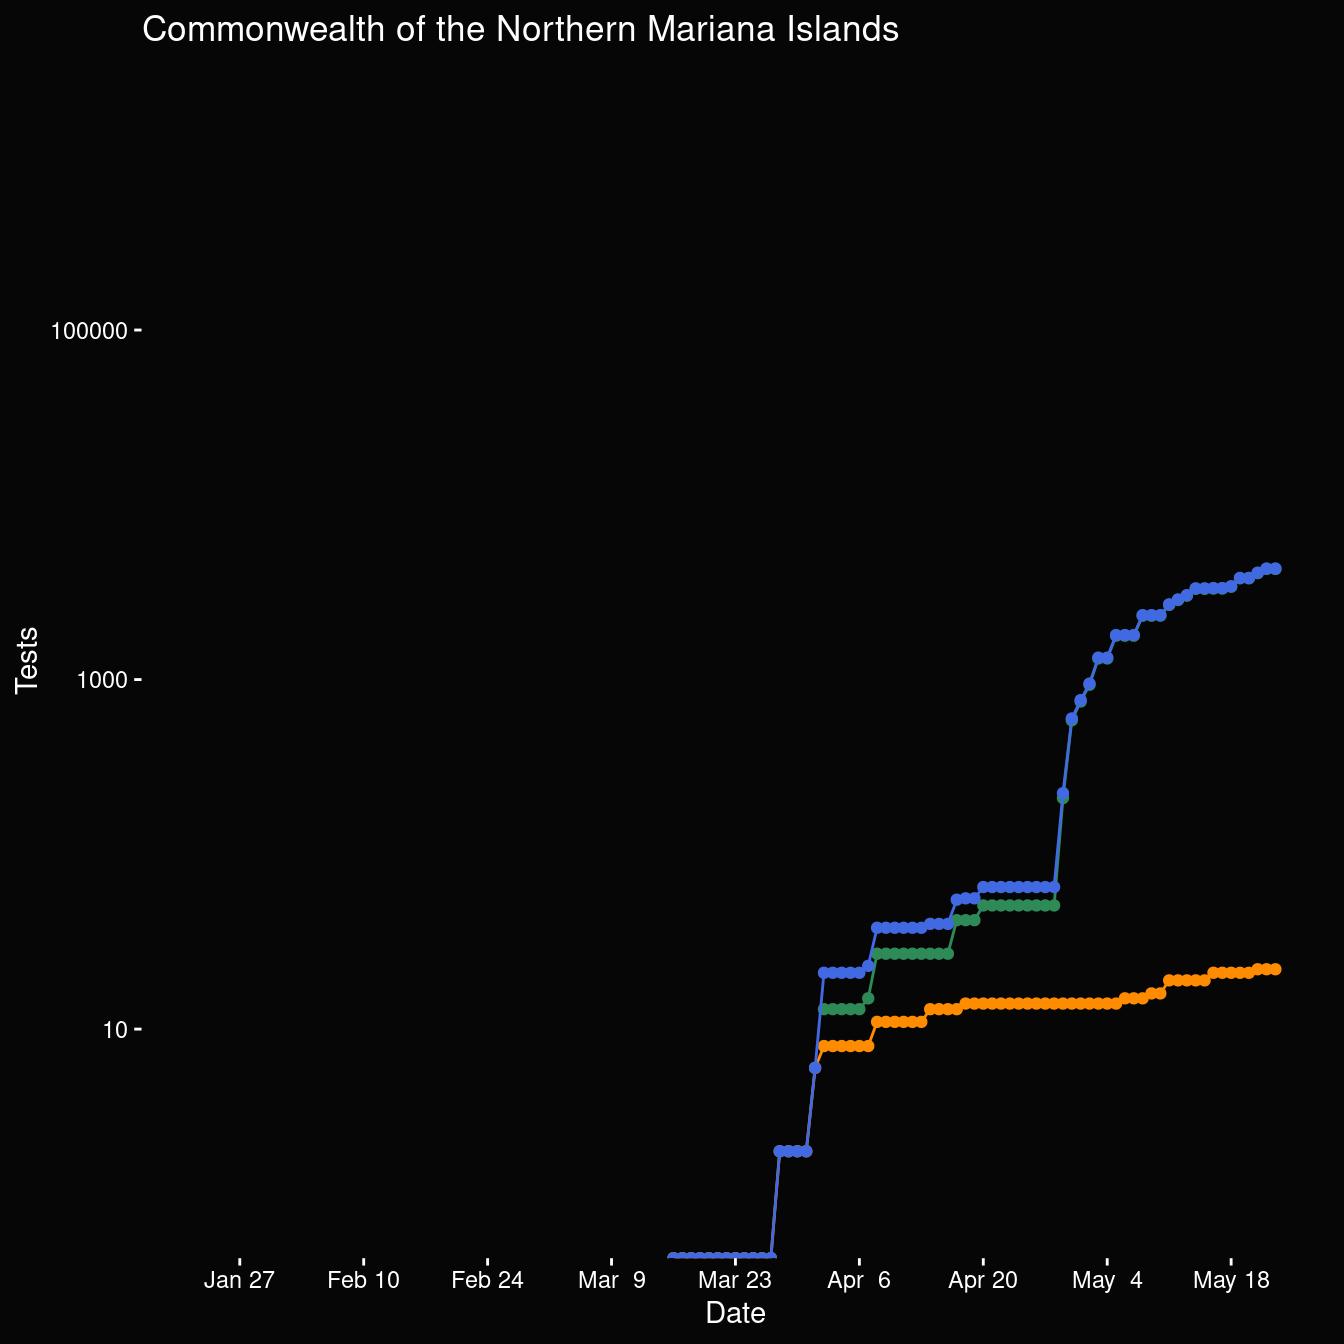 Commonwealth of the Northern Mariana Islands
100000
1000
10
Tests
Jan 27 Feb 10 Feb 24 Mar  9 Mar 23 Apr  6 Apr 20 May  4 May 18
Date